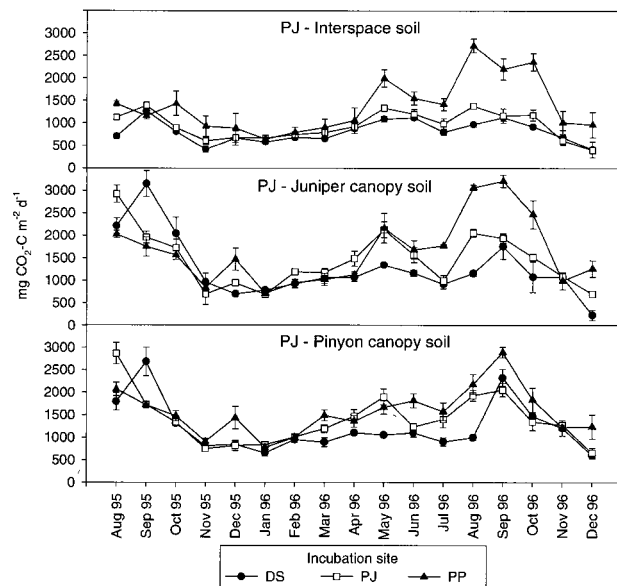 PJ - Interspace soil
3000
2500
2000
1500
1000
500
0
PJ - Juniper canopy soil
3000
2500
2000
1500
1000
500
0
mg CO₂-C m⁻² d⁻¹
PJ - Pinyon canopy soil
3000
2500
2000
1500
1000
500
0
Aug 95
Sep 95
Oct 95
Nov 95
Dec 95
Jan 96
Feb 96
Mar 96
Apr 96
May 96
Jun 96
Jul 96
Aug 96
Sep 96
Oct 96
Nov 96
Dec 96
Incubation site
DS PJ PP